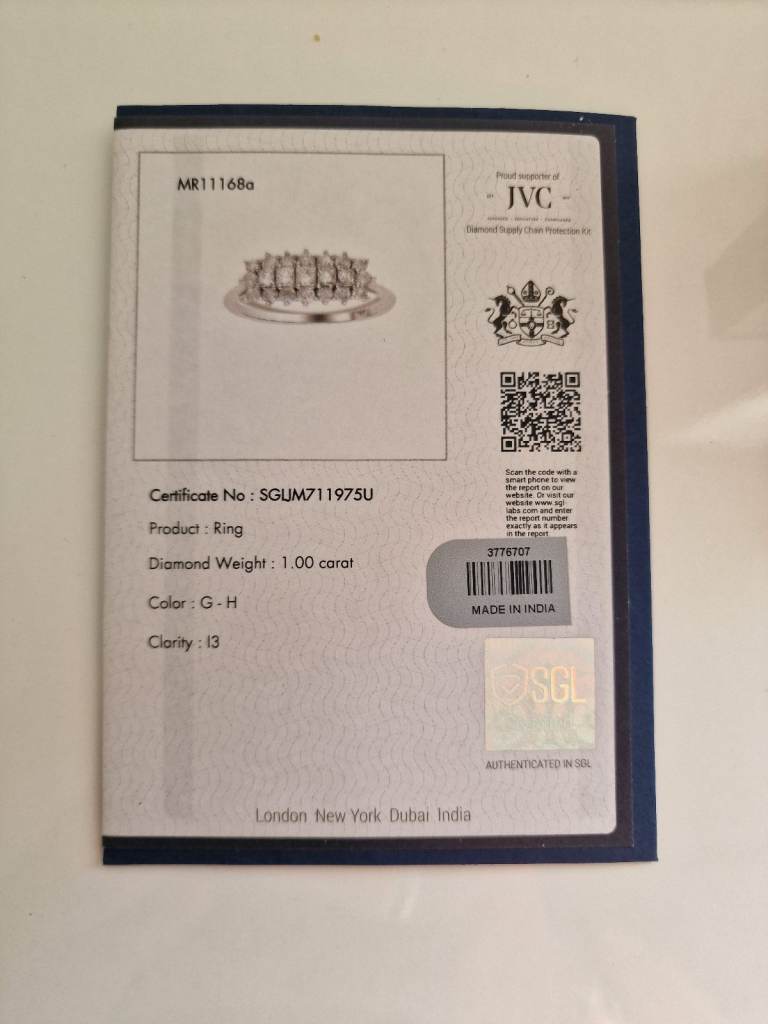 MR11168a
Proud supporter of
JVC
Diamond Supply Chain Protection Kit
Scan the code with a
smart phone to view
the report on our
website. Or visit our
website www.sgl-
labs.com and enter
the report number
exactly as it appears
in the report
Certificate No : SGLJM711975U
Product : Ring
Diamond Weight : 1.00 carat
Color : G - H
Clarity : I3
3776707
MADE IN INDIA
SGL
AUTHENTICATED IN SGL
London New York Dubai India